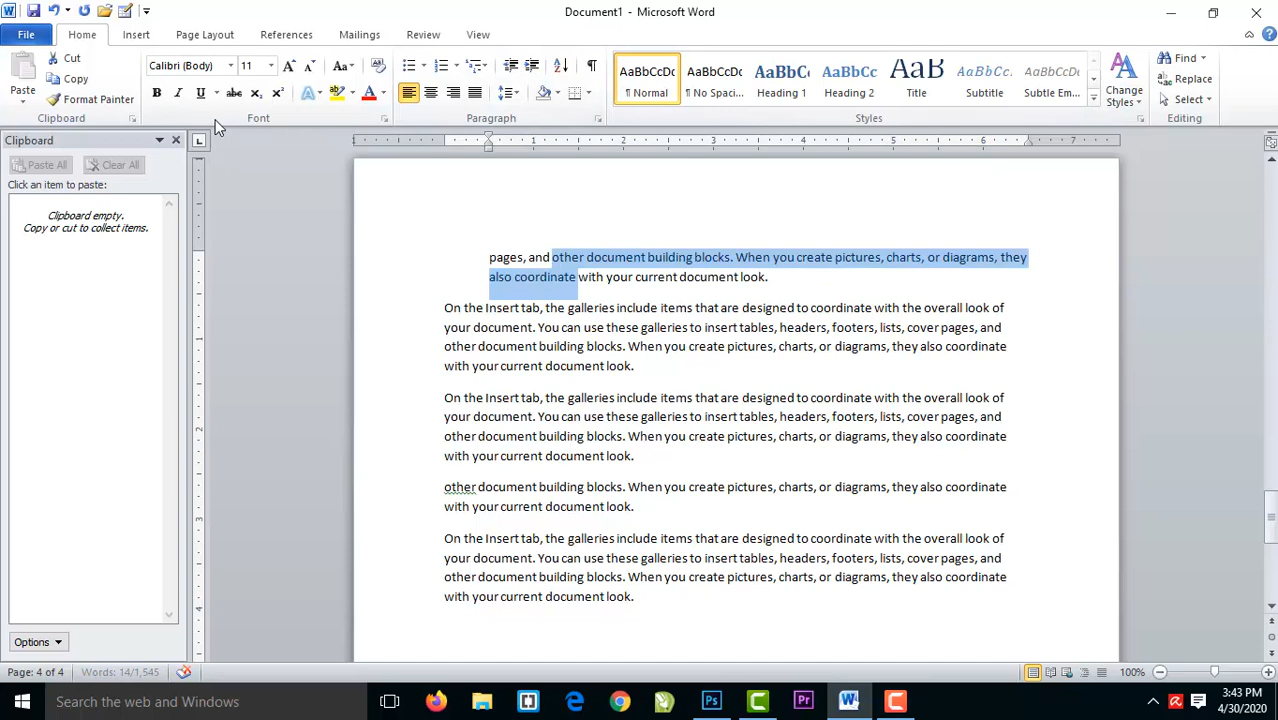 Document1 - Microsoft Word
File Home Insert Page Layout References Mailings Review View
Paste
Cut
Copy
Format Painter
Calibri (Body) 11
AaBbCcDc AaBbCcDc AaBbCc AaBbCc AaB AaBbCcL AaBbCcDc
¶ Normal ¶ No Spaci... Heading 1 Heading 2 Title Subtitle Subtle Em...
Change Styles
Find
Replace
Select
Clipboard Font Paragraph Styles Editing
Clipboard
Paste All Clear All
Click an item to paste:
Clipboard empty.
Copy or cut to collect items.
Options
1 1 2 3 4 5 6 7
1
2
3
4
pages, and other document building blocks. When you create pictures, charts, or diagrams, they
also coordinate with your current document look.
On the Insert tab, the galleries include items that are designed to coordinate with the overall look of
your document. You can use these galleries to insert tables, headers, footers, lists, cover pages, and
other document building blocks. When you create pictures, charts, or diagrams, they also coordinate
with your current document look.
On the Insert tab, the galleries include items that are designed to coordinate with the overall look of
your document. You can use these galleries to insert tables, headers, footers, lists, cover pages, and
other document building blocks. When you create pictures, charts, or diagrams, they also coordinate
with your current document look.
other document building blocks. When you create pictures, charts, or diagrams, they also coordinate
with your current document look.
On the Insert tab, the galleries include items that are designed to coordinate with the overall look of
your document. You can use these galleries to insert tables, headers, footers, lists, cover pages, and
other document building blocks. When you create pictures, charts, or diagrams, they also coordinate
with your current document look.
Page: 4 of 4 Words: 14/1,545 100%
Search the web and Windows
3:43 PM
4/30/2020